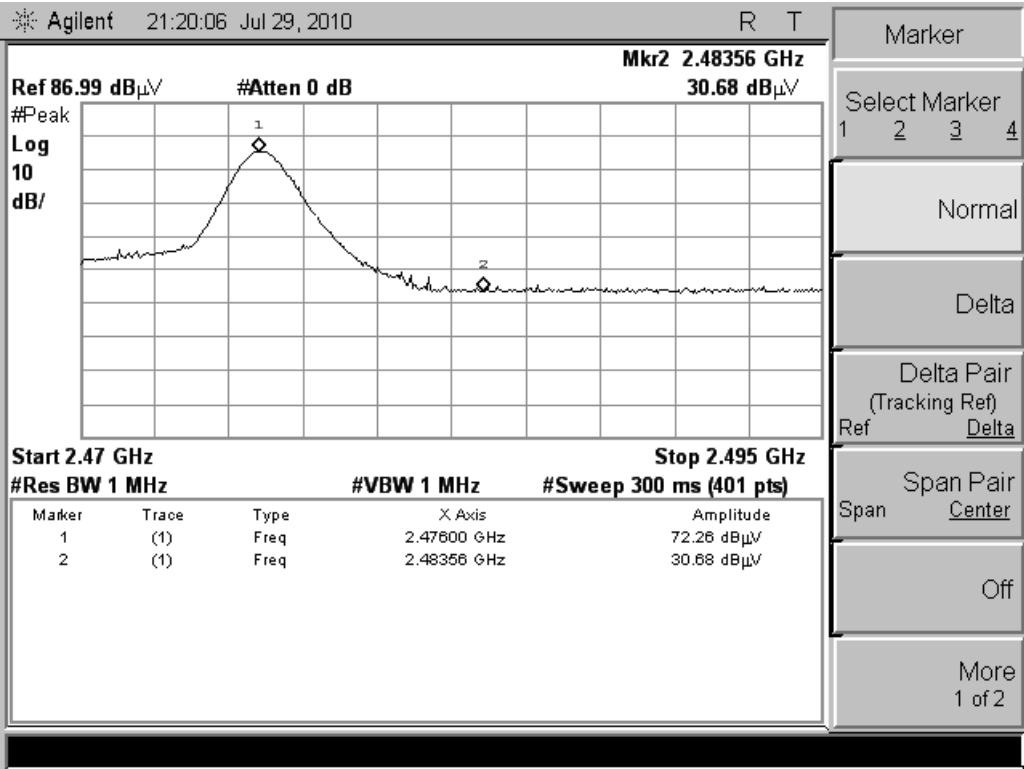 Agilent 21:20:06 Jul 29, 2010 R T
Mkr2 2.48356 GHz
Ref 86.99 dBµV #Atten 0 dB 30.68 dBµV
#Peak
Log
10
dB/
1
2
Start 2.47 GHz Stop 2.495 GHz
#Res BW 1 MHz #VBW 1 MHz #Sweep 300 ms (401 pts)
Marker Trace Type X Axis Amplitude
1 (1) Freq 2.47600 GHz 72.26 dBµV
2 (1) Freq 2.48356 GHz 30.68 dBµV
Marker
Select Marker
1 2 3 4
Normal
Delta
Delta Pair
(Tracking Ref)
Ref Delta
Span Pair
Span Center
Off
More
1 of 2